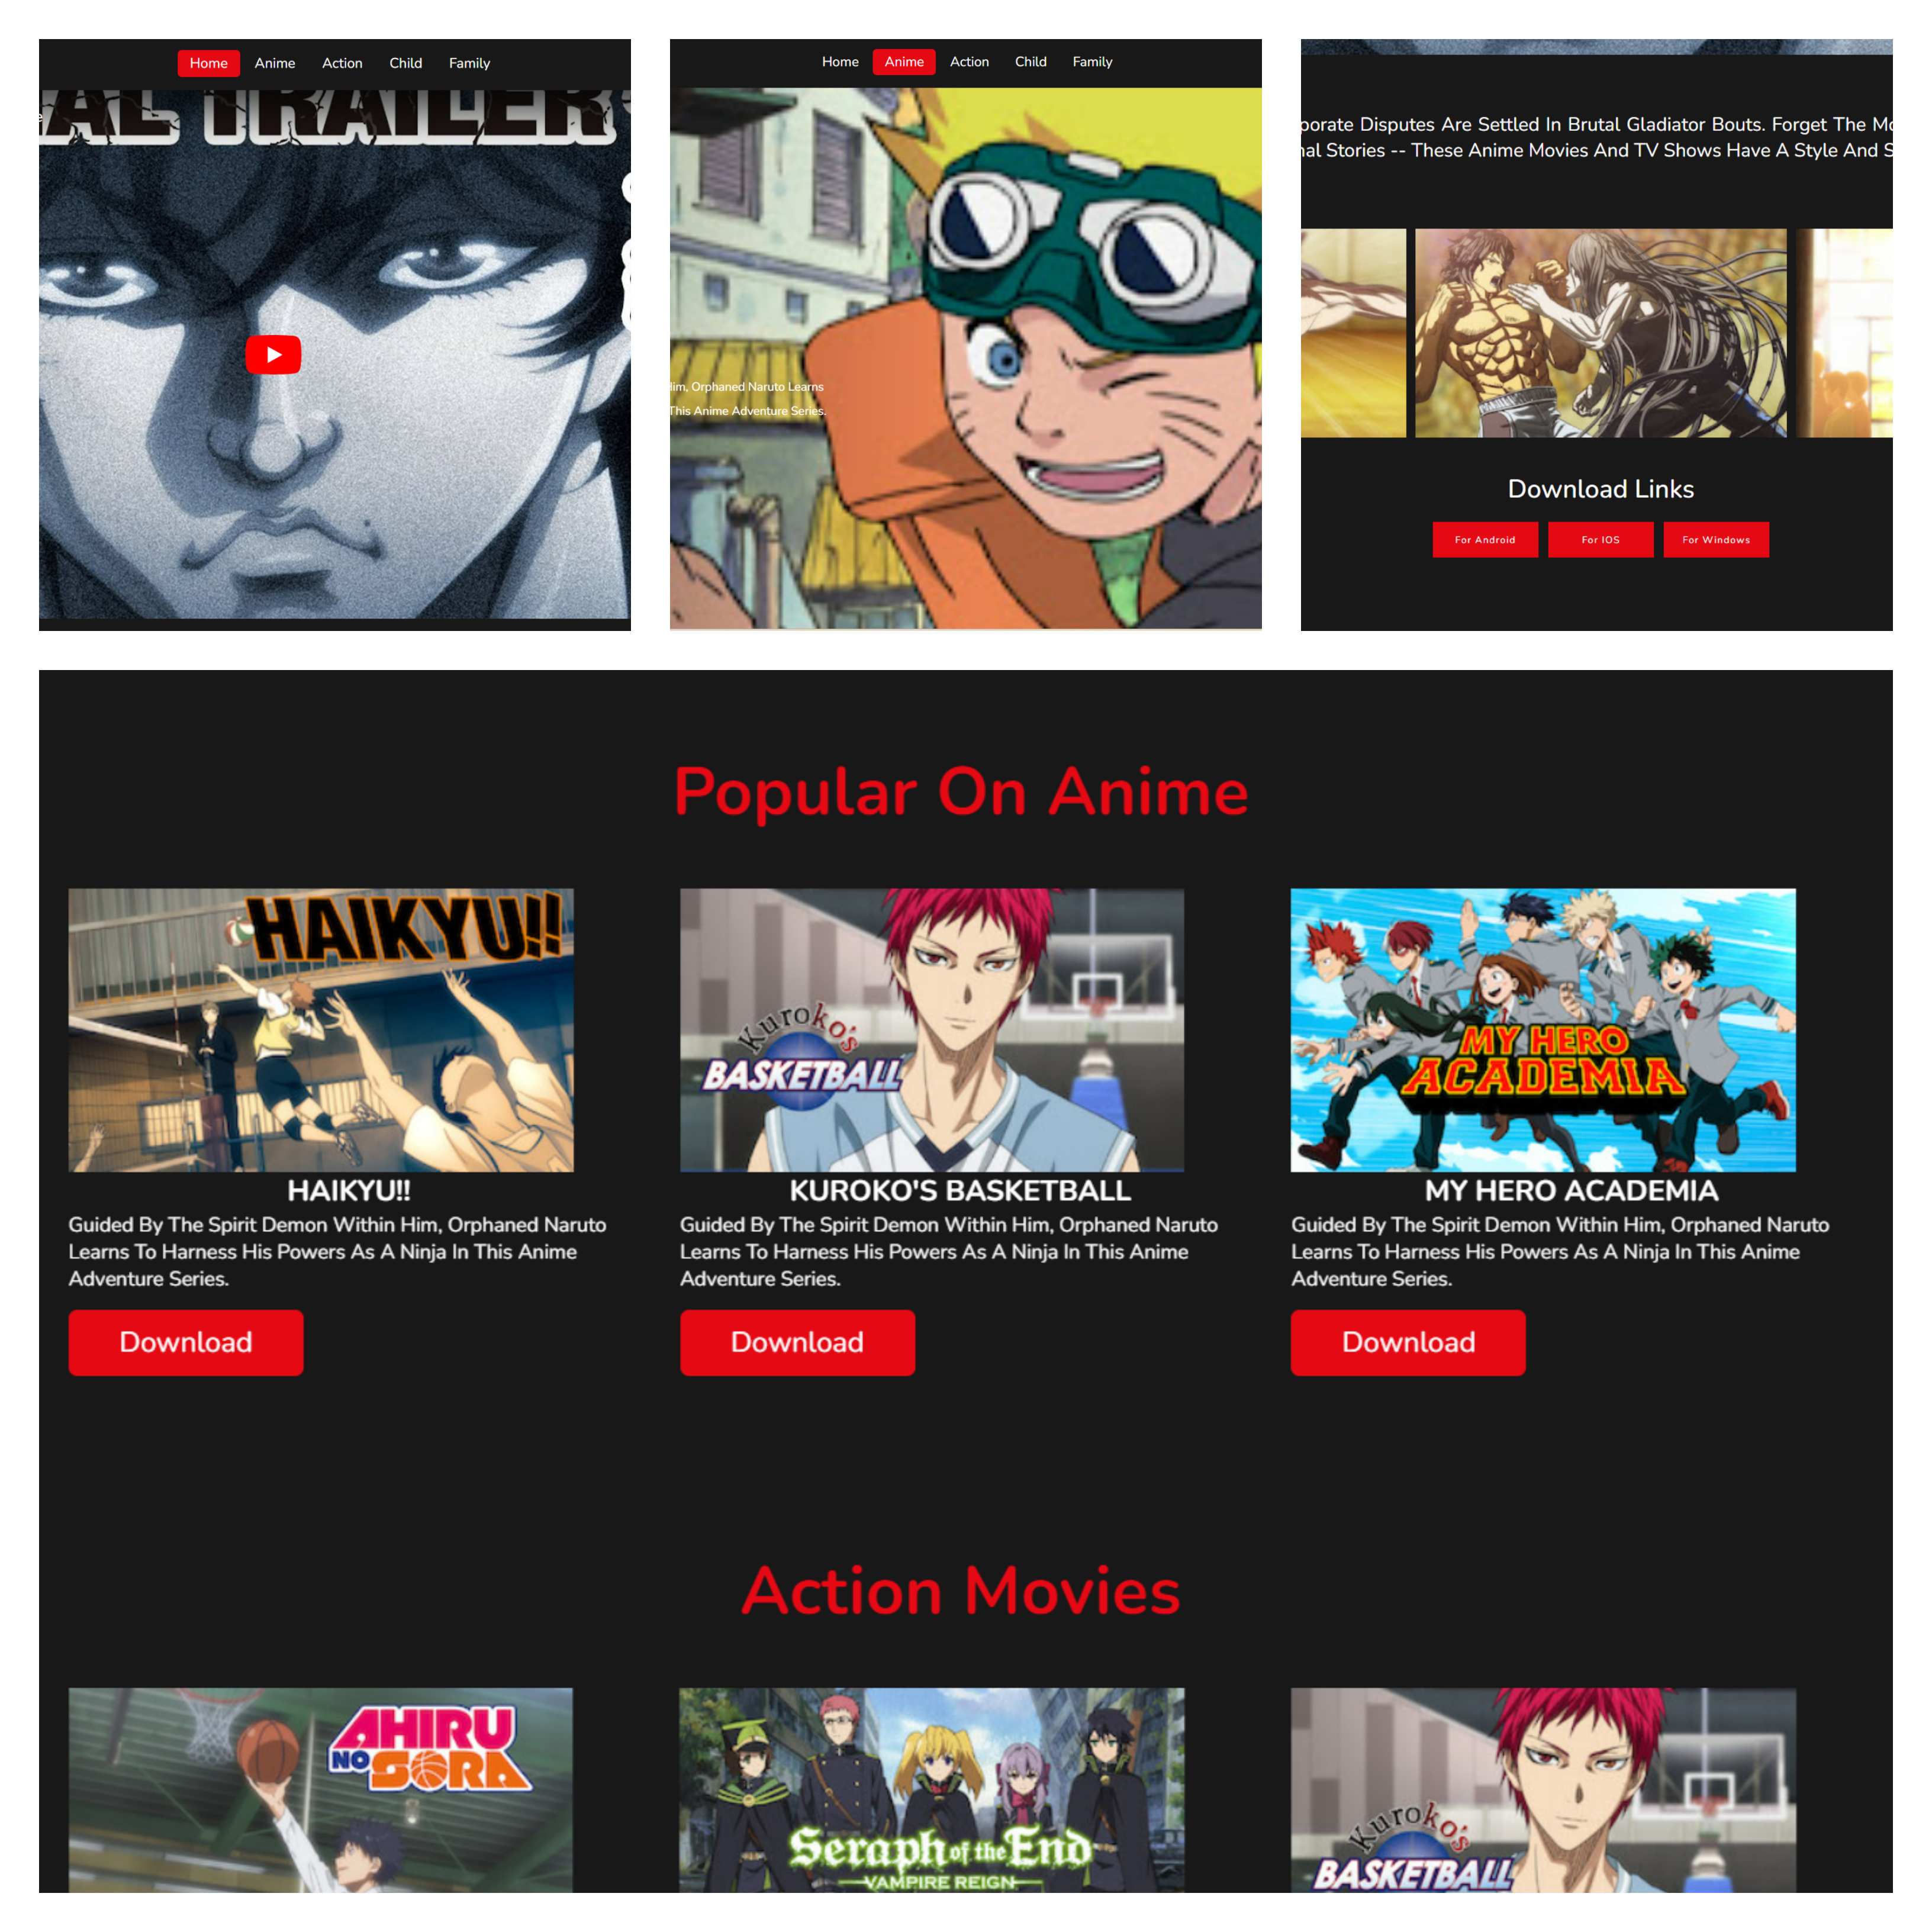 Home Anime Action Child Family
AL TRAILER
Home Anime Action Child Family
Orphaned Naruto Learns
This Anime Adventure Series.
Disputes Are Settled In Brutal Gladiator Bouts. Forget The
Stories -- These Anime Movies And TV Shows Have A Style And
Download Links
For Android For IOS For Windows
Popular On Anime
HAIKYU!!
Kuroko's
BASKETBALL
MY HERO
ACADEMIA
HAIKYU!!
Guided By The Spirit Demon Within Him, Orphaned Naruto
Learns To Harness His Powers As A Ninja In This Anime
Adventure Series.
Download
KUROKO'S BASKETBALL
Guided By The Spirit Demon Within Him, Orphaned Naruto
Learns To Harness His Powers As A Ninja In This Anime
Adventure Series.
Download
MY HERO ACADEMIA
Guided By The Spirit Demon Within Him, Orphaned Naruto
Learns To Harness His Powers As A Ninja In This Anime
Adventure Series.
Download
Action Movies
AHIRU
NO SORA
Seraph of the End
VAMPIRE REIGN
Kuroko's
BASKETBALL